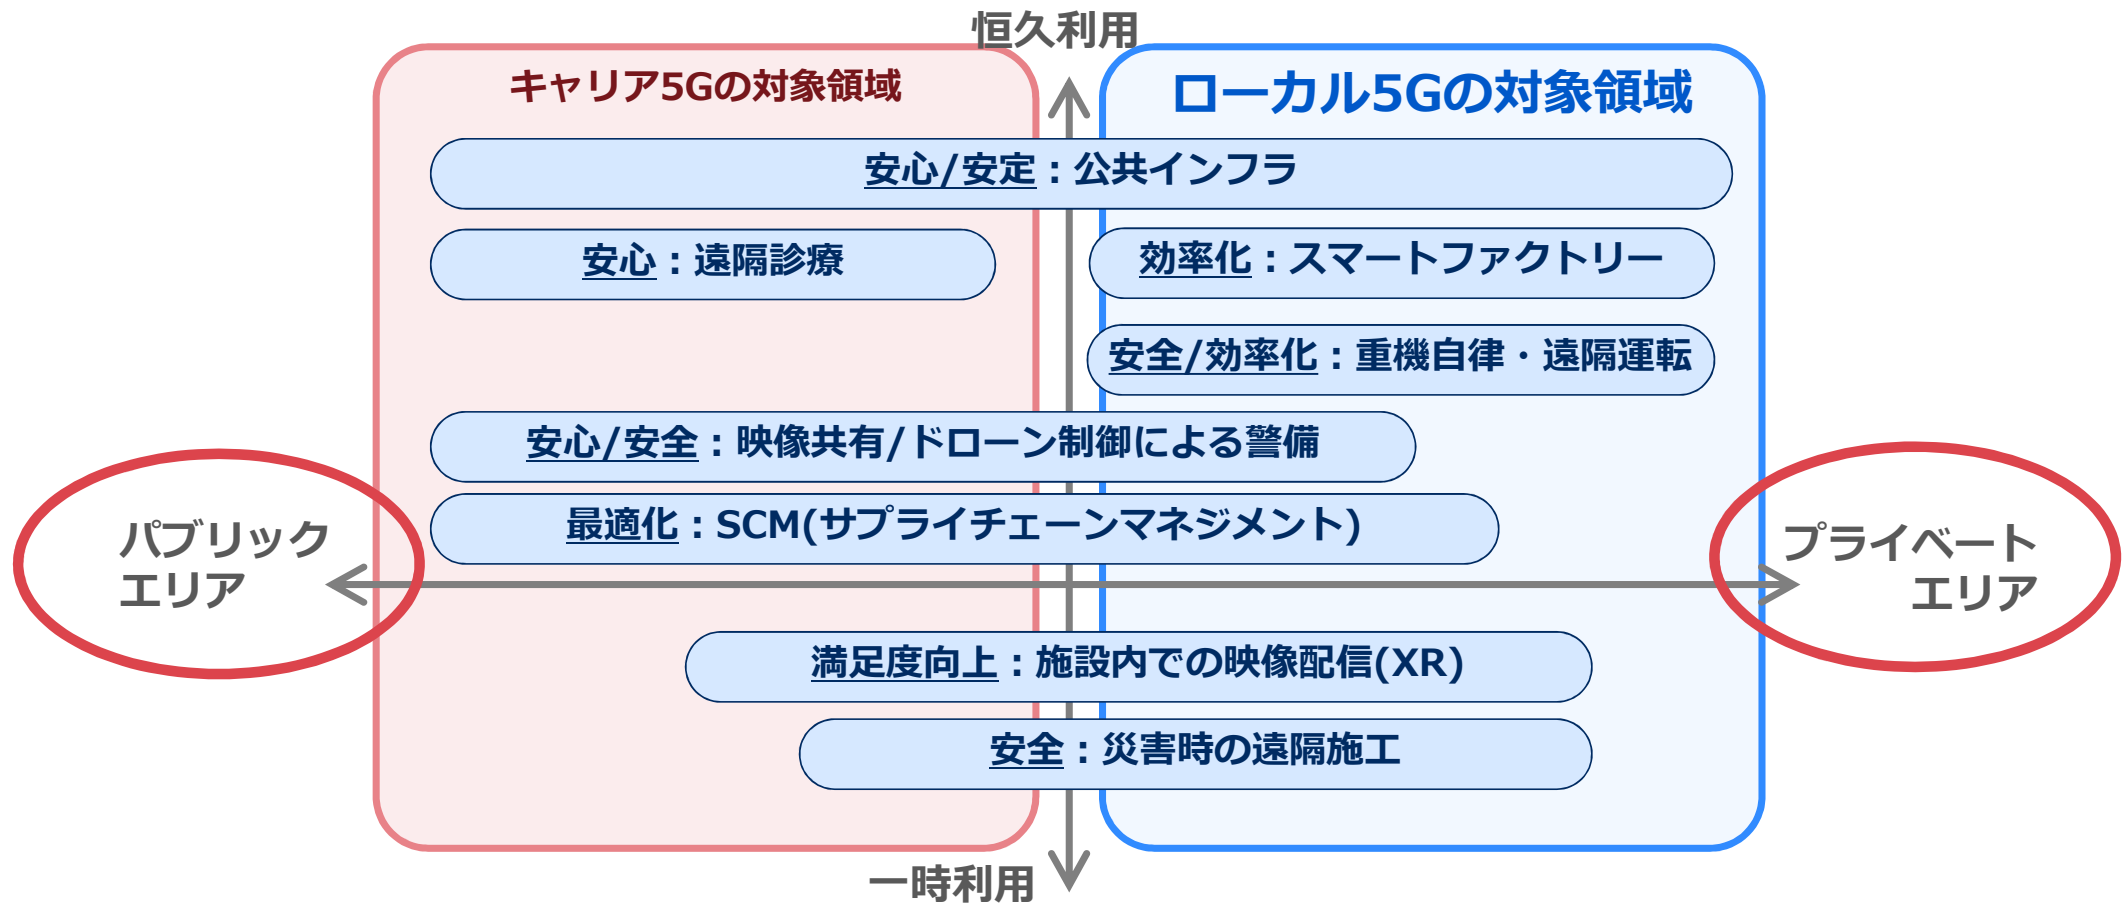 恒久利用
キャリア5Gの対象領域
ローカル5Gの対象領域
安心/安定：公共インフラ
安心：遠隔診療
効率化：スマートファクトリー
安全/効率化：重機自律・遠隔運転
安心/安全：映像共有/ドローン制御による警備
最適化：SCM(サプライチェーンマネジメント)
パブリック
エリア
プライベート
エリア
満足度向上：施設内での映像配信(XR)
安全：災害時の遠隔施工
一時利用